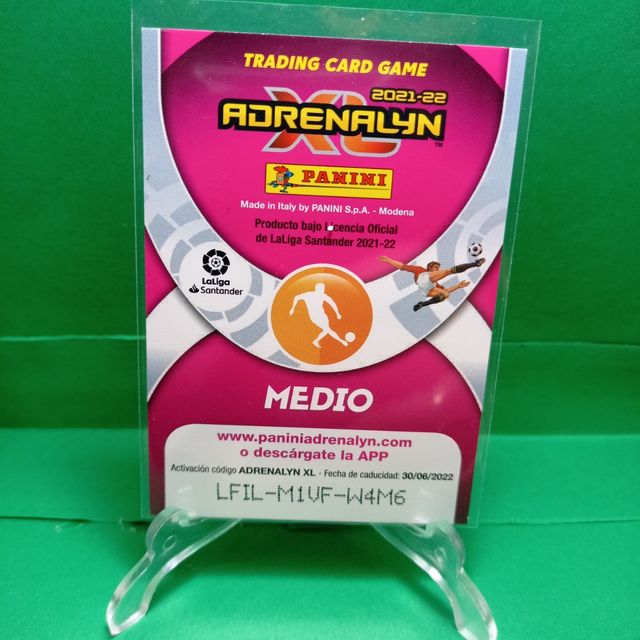 TRADING CARD GAME
2021-22
ADRENALYN
XL™
PANINI
Made in Italy by PANINI S.p.A. - Modena
Producto bajo Licencia Oficial
de LaLiga Santander 2021-22
LaLiga
Santander
MEDIO
www.paniniadrenalyn.com
o descárgate la APP
Activación código ADRENALYN XL - Fecha de caducidad: 30/06/2022
LFIL-M1VF-W4M6